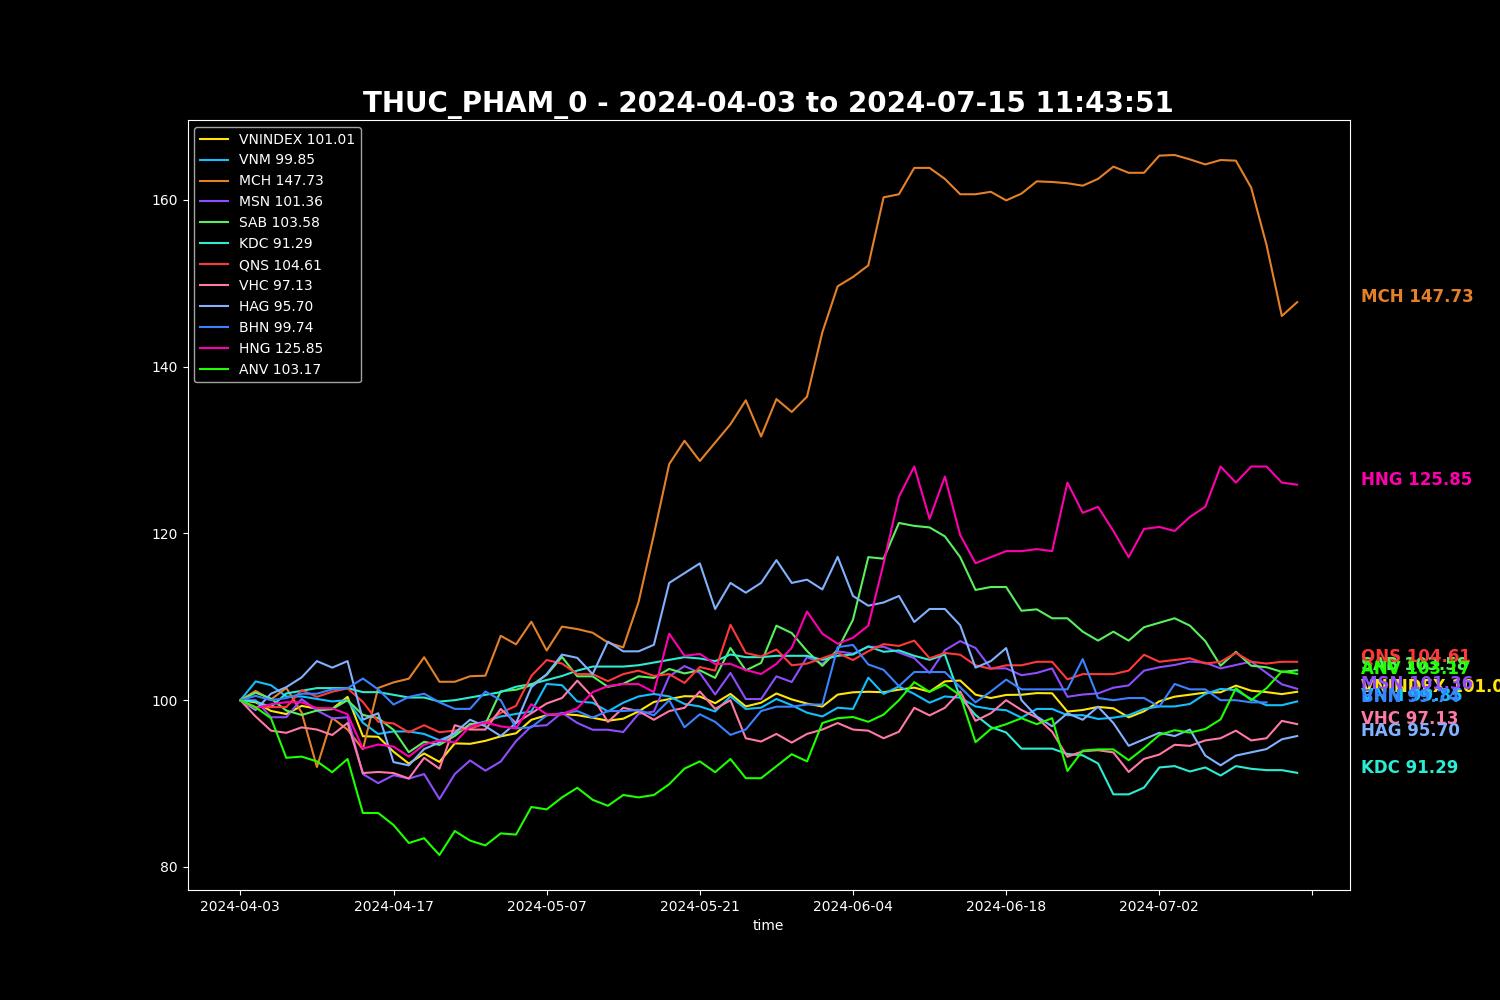 THUC_PHAM_0 - 2024-04-03 to 2024-07-15 11:43:51
VNINDEX 101.01
VNM 99.85
MCH 147.73
MSN 101.36
SAB 103.58
KDC 91.29
QNS 104.61
VHC 97.13
HAG 95.70
BHN 99.74
HNG 125.85
ANV 103.17
160
140
120
100
80
MCH 147.73
HNG 125.85
QNS 104.61
ANV 103.17
VHC 97.13
HAG 95.70
KDC 91.29
2024-04-03
2024-04-17
2024-05-07
2024-05-21
2024-06-04
2024-06-18
2024-07-02
time